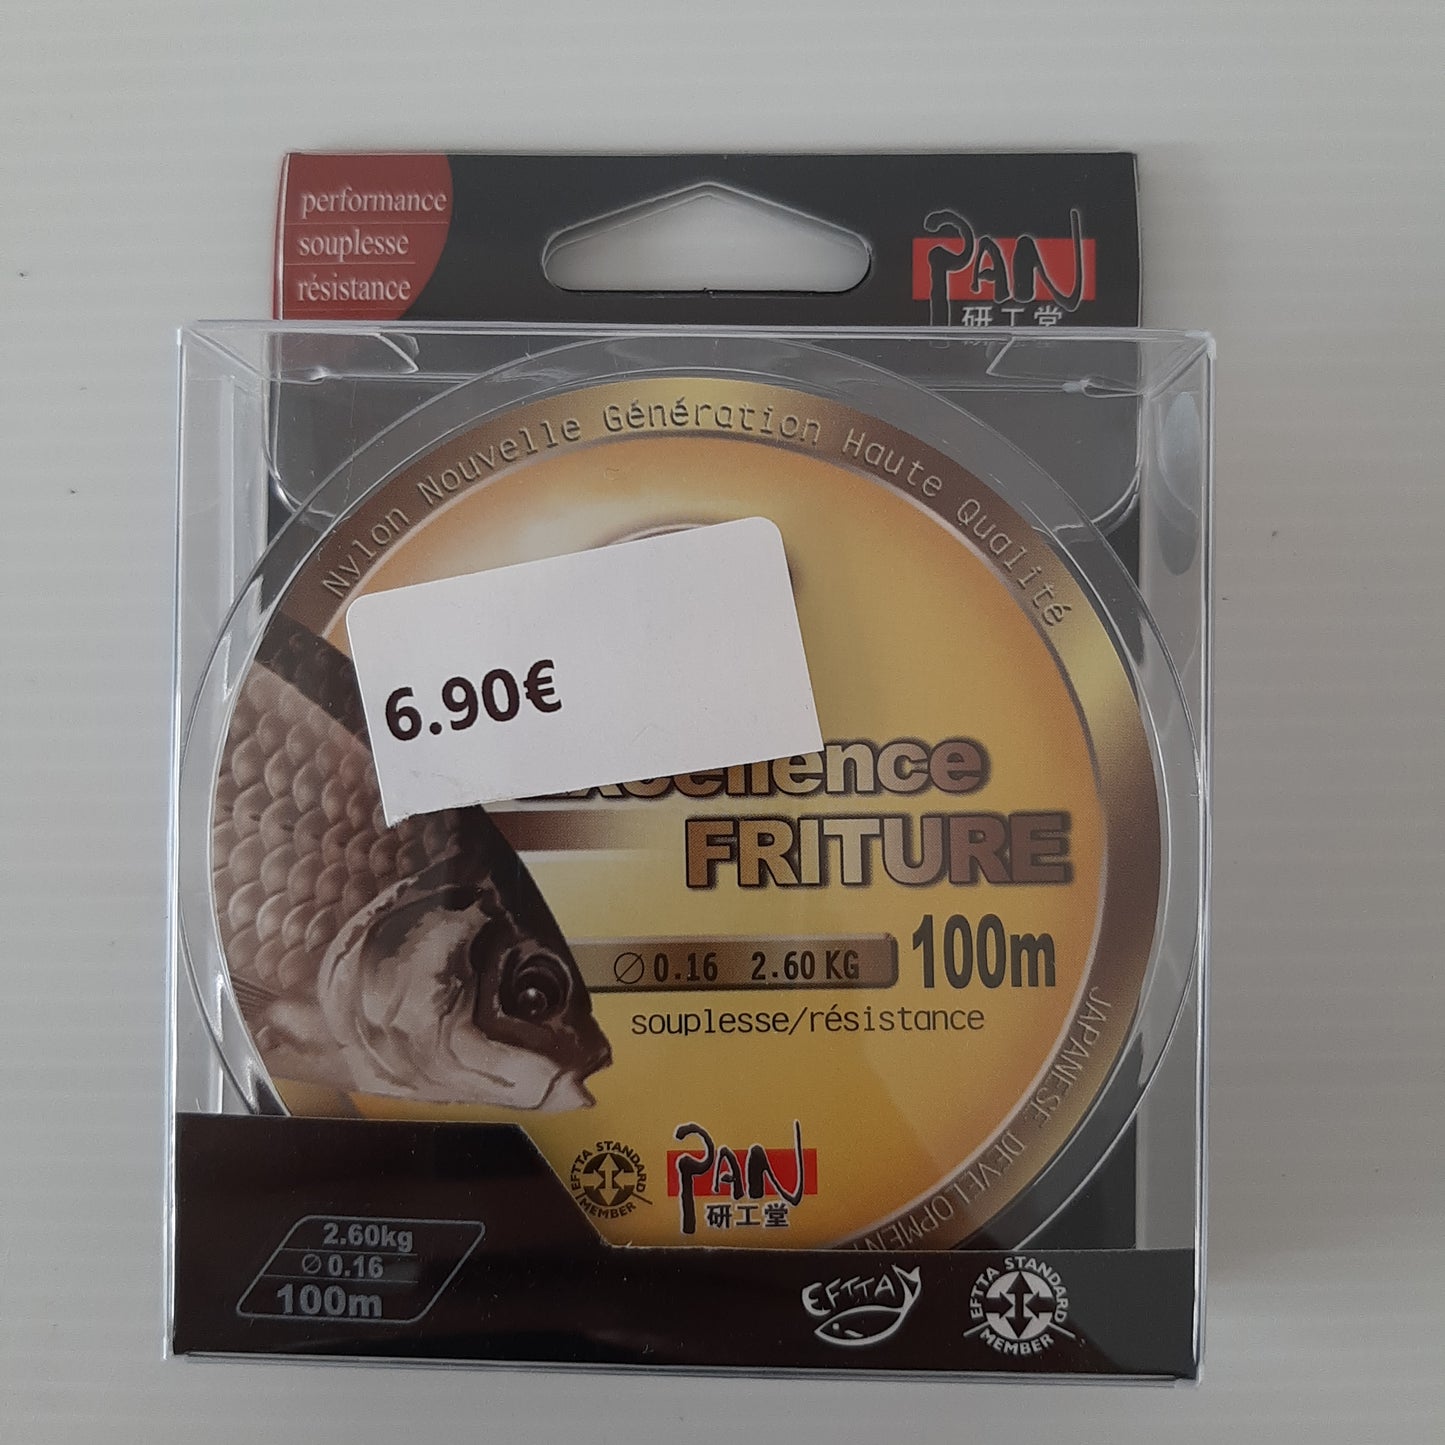 performance
souplesse
résistance
PAN
研工堂
Nylon Nouvelle Génération Haute Qualité
6.90€
Excellence
FRITURE
∅ 0.16 2.60 KG 100m
souplesse/résistance
JAPANESE DEVELOPMENT
EFTTA STANDARD
MEMBER
PAN
研工堂
2.60kg
∅ 0.16
100m
EFTTA
EFTTA STANDARD
MEMBER